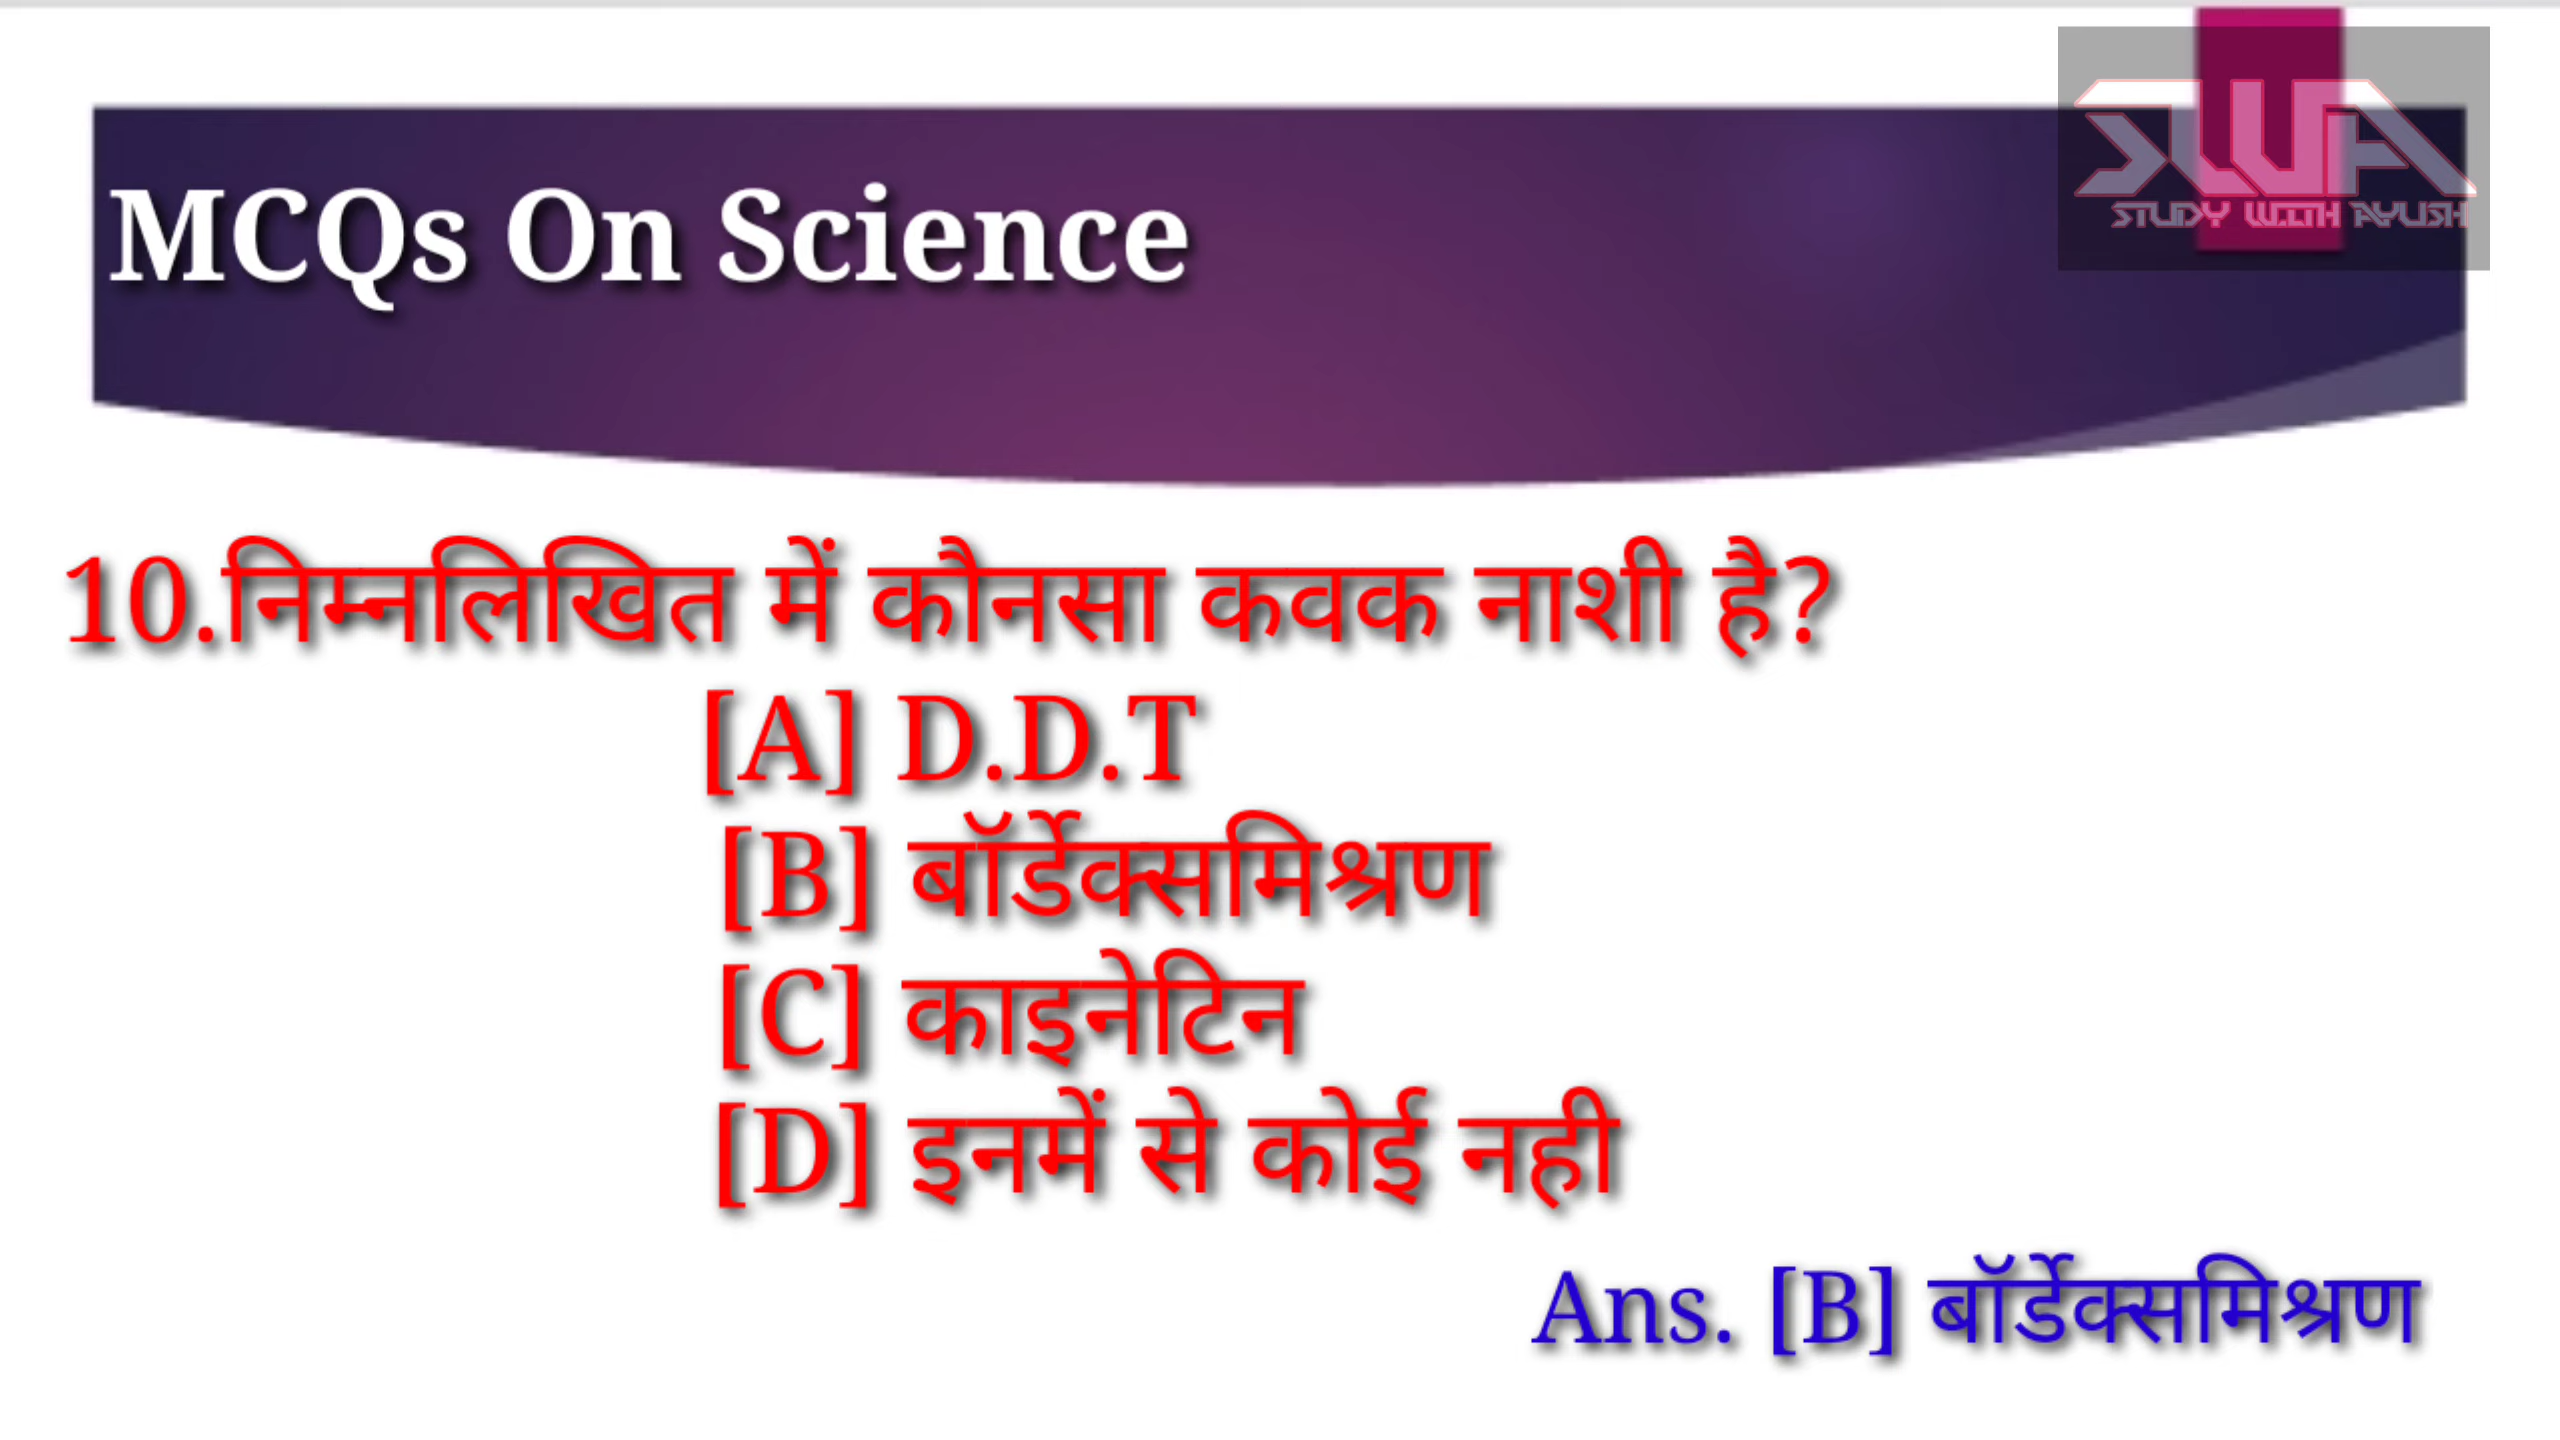 STUDY WITH AYUSH
MCQs On Science
10.निम्नलिखित में कौनसा कवक नाशी है?
[A] D.D.T
[B] बॉर्डेक्समिश्रण
[C] काइनेटिन
[D] इनमें से कोई नही
Ans. [B] बॉर्डेक्समिश्रण